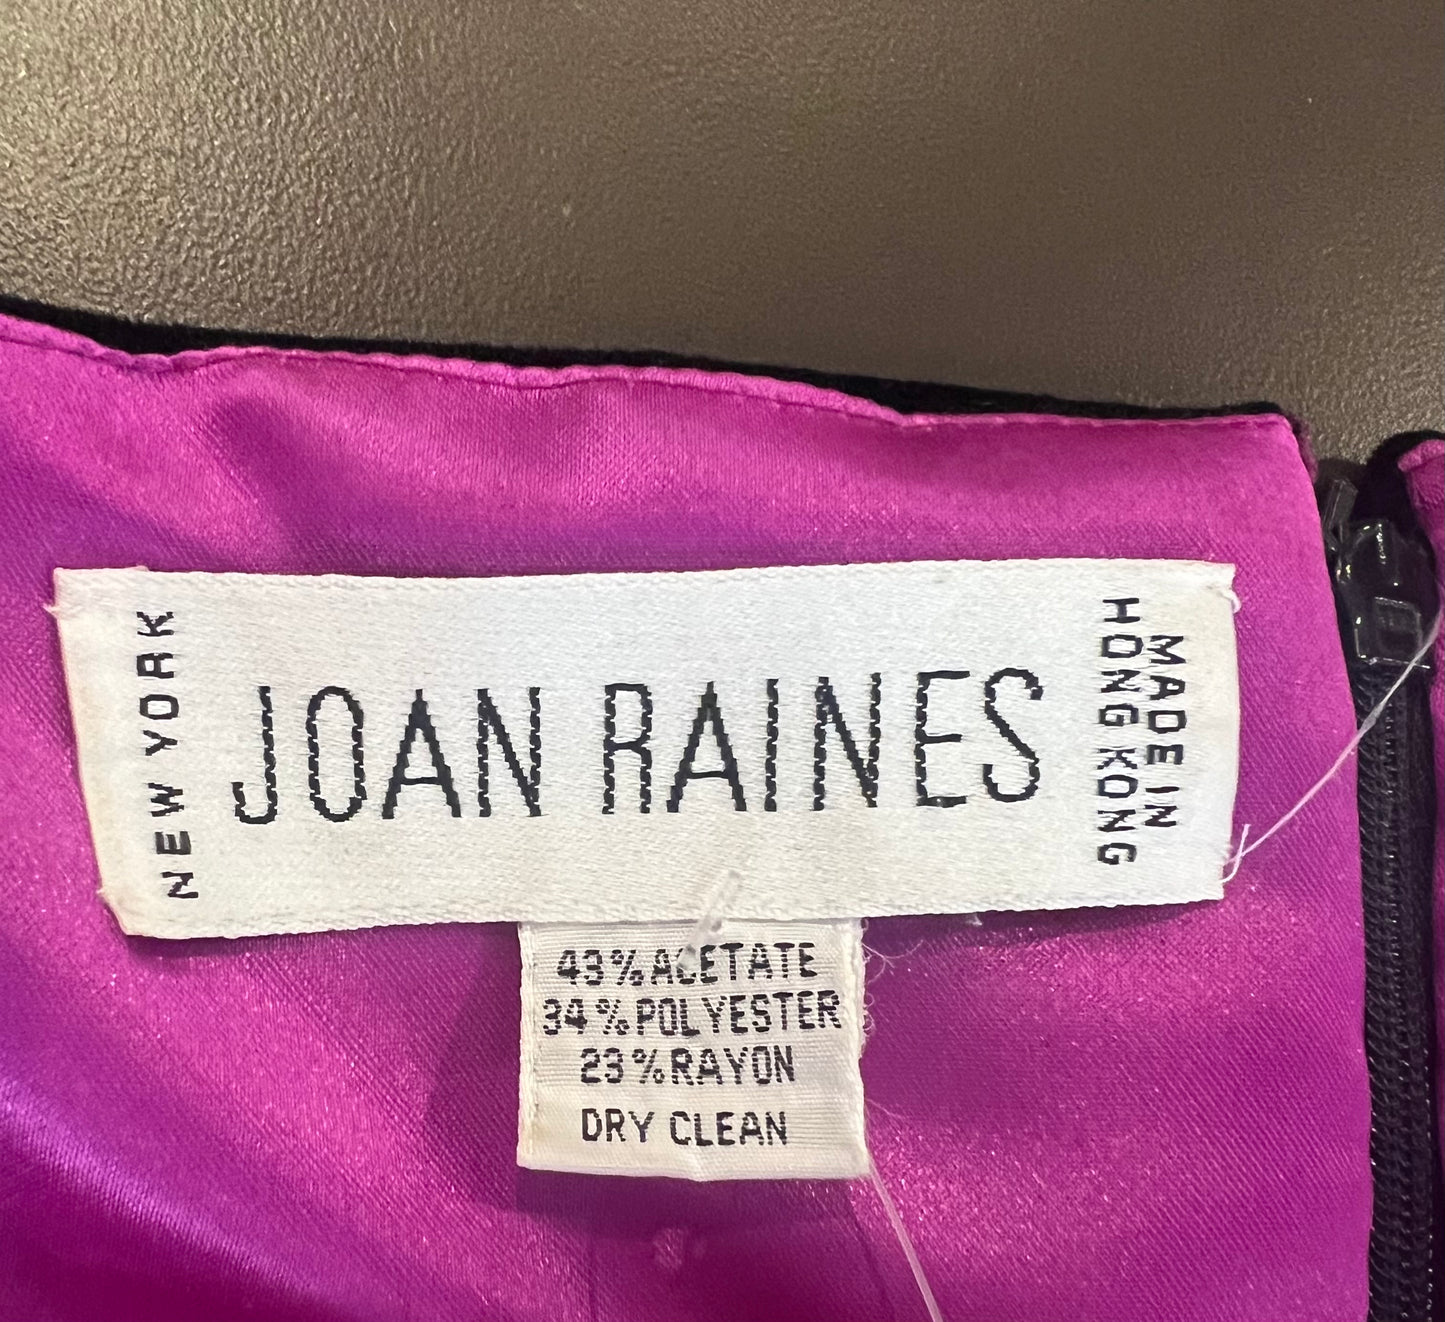 NEW YORK
JOAN RAINES
MADE IN
HONG KONG
43% ACETATE
34% POLYESTER
23% RAYON
DRY CLEAN